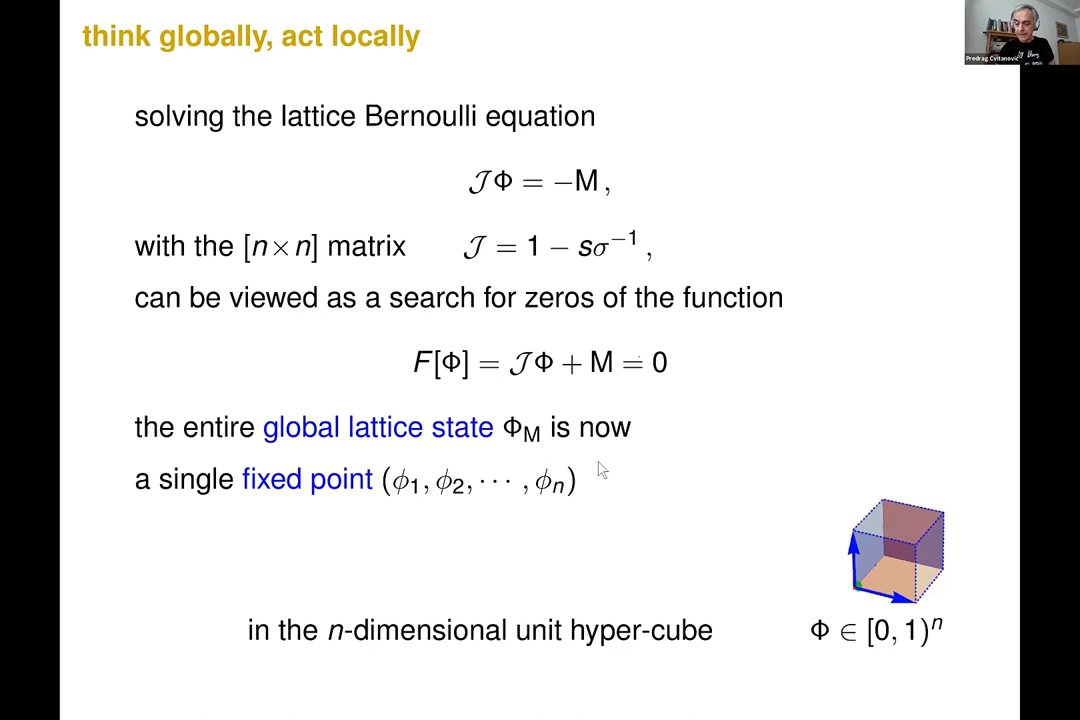 think globally, act locally
Predrag Cvitanović
solving the lattice Bernoulli equation
𝒥Φ = −M ,
with the [n×n] matrix 𝒥 = 1 − sσ⁻¹ ,
can be viewed as a search for zeros of the function
F[Φ] = 𝒥Φ + M = 0
the entire global lattice state Φ_M is now
a single fixed point (ϕ₁, ϕ₂, ⋯ , ϕₙ)
in the n-dimensional unit hyper-cube Φ ∈ [0, 1)ⁿ